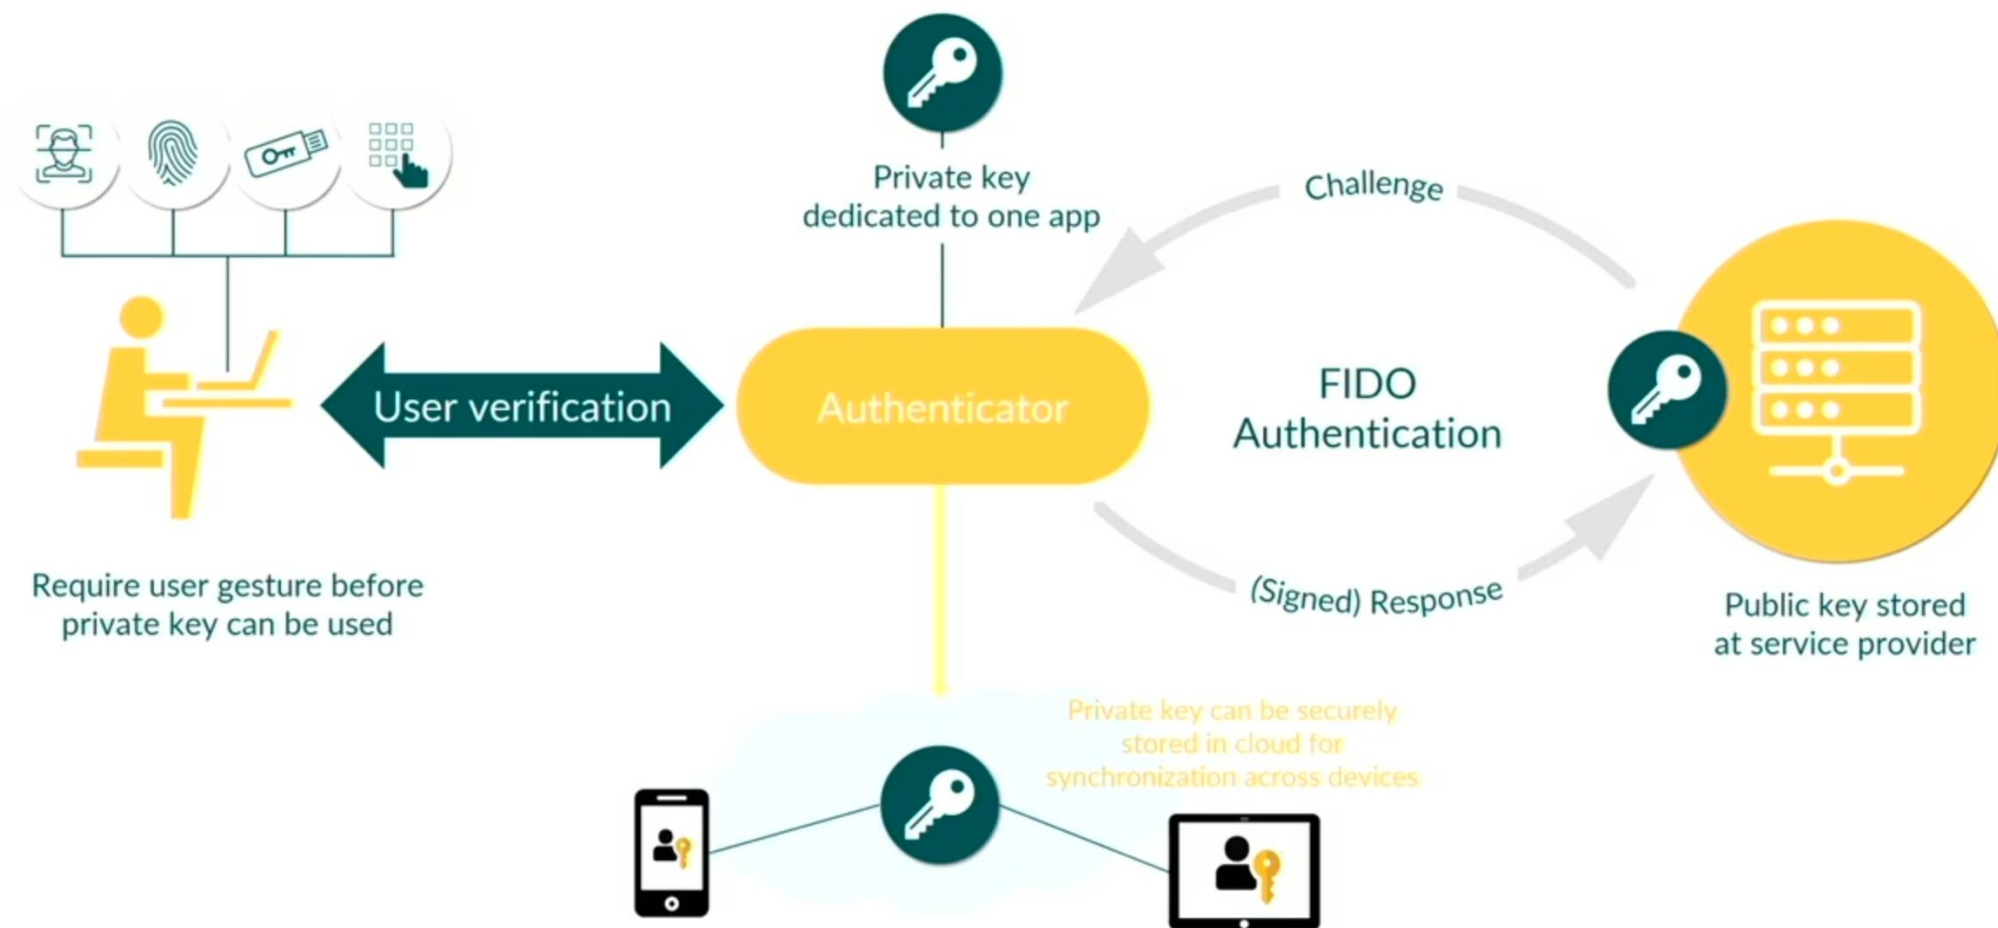 Private key
dedicated to one app
Challenge
User verification
Authenticator
FIDO
Authentication
(Signed) Response
Require user gesture before
private key can be used
Public key stored
at service provider
Private key can be securely
stored in cloud for
synchronization across devices